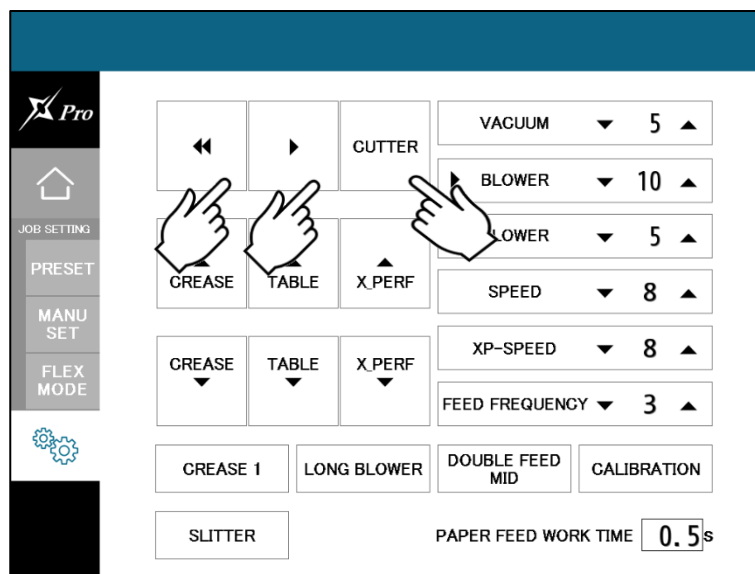 Pro
JOB SETTING
PRESET
MANU
SET
FLEX
MODE
CUTTER
CREASE
TABLE
X_PERF
CREASE
TABLE
X_PERF
VACUUM 5
BLOWER 10
LOWER 5
SPEED 8
XP-SPEED 8
FEED FREQUENCY 3
CREASE 1
LONG BLOWER
DOUBLE FEED
MID
CALIBRATION
SLITTER
PAPER FEED WORK TIME 0.5s